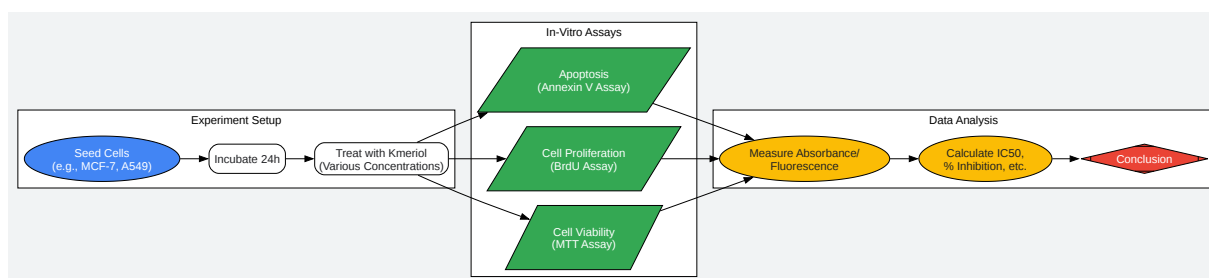 Experiment Setup
Seed Cells
(e.g., MCF-7, A549)
Incubate 24h
Treat with Kmeriol
(Various Concentrations)
In-Vitro Assays
Apoptosis
(Annexin V Assay)
Cell Proliferation
(BrdU Assay)
Cell Viability
(MTT Assay)
Data Analysis
Measure Absorbance/
Fluorescence
Calculate IC50,
% Inhibition, etc.
Conclusion